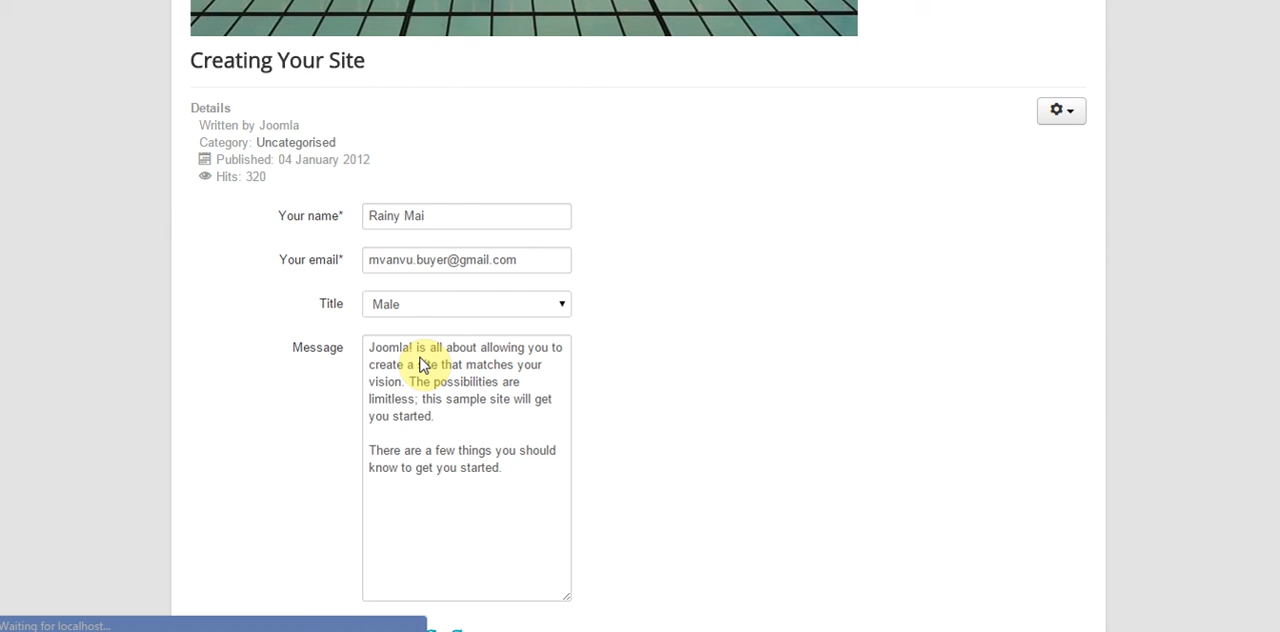 Creating Your Site
Details
Written by Joomla
Category: Uncategorised
Published: 04 January 2012
Hits: 320
Your name*
Rainy Mai
Your email*
mvanvu.buyer@gmail.com
Title
Male
Message
Joomla! is all about allowing you to
create a site that matches your
vision. The possibilities are
limitless; this sample site will get
you started.
There are a few things you should
know to get you started.
Waiting for localhost...